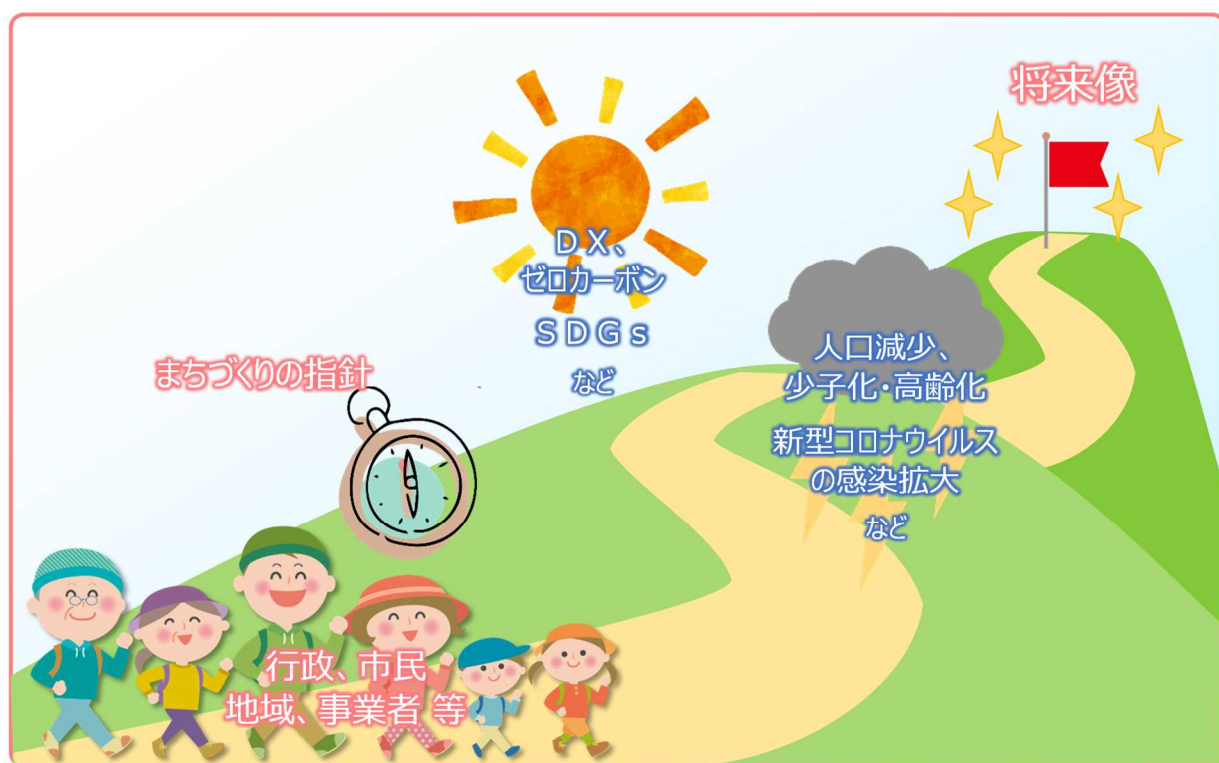 将来像
ＤＸ、
ゼロカーボン
ＳＤＧｓ
など
人口減少、
少子化・高齢化
新型コロナウイルス
の感染拡大
など
まちづくりの指針
行政、市民
地域、事業者 等